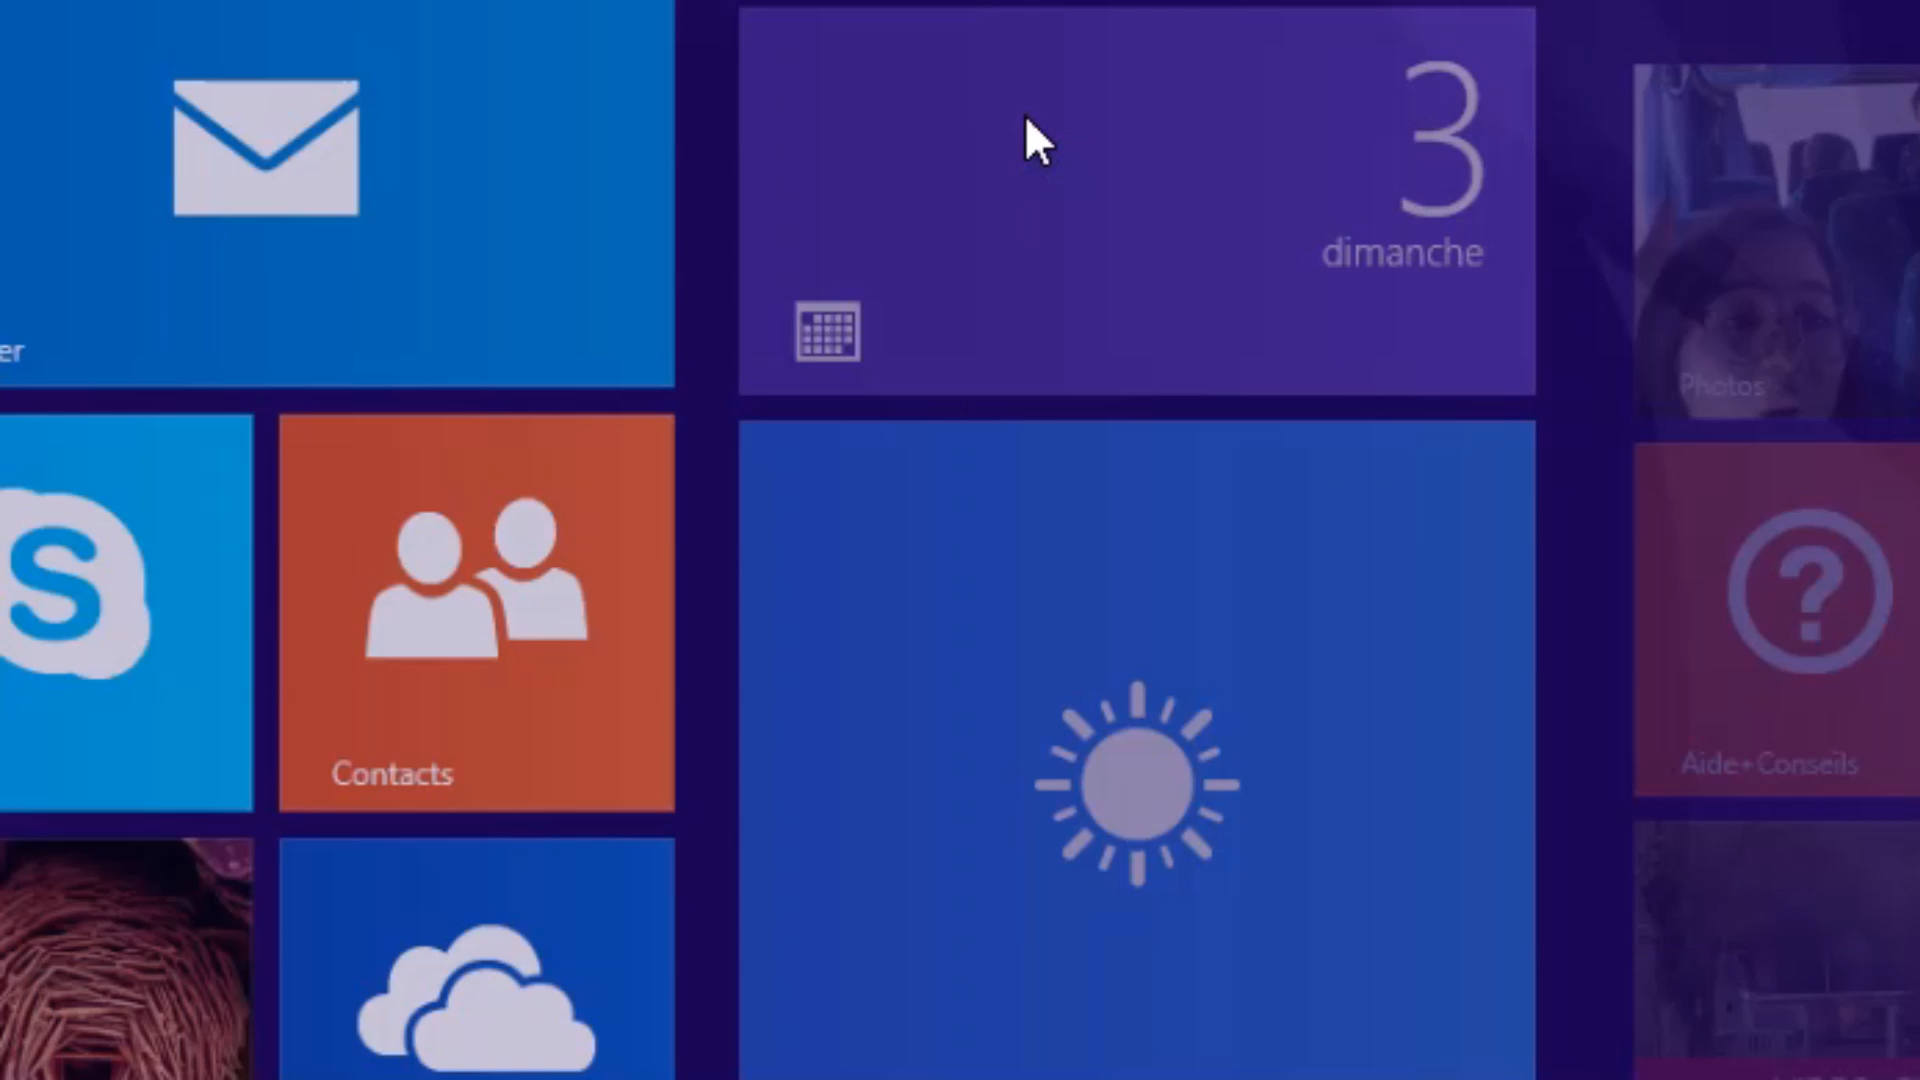 3
dimanche
er
Photos
S
Contacts
Aide+Conseils